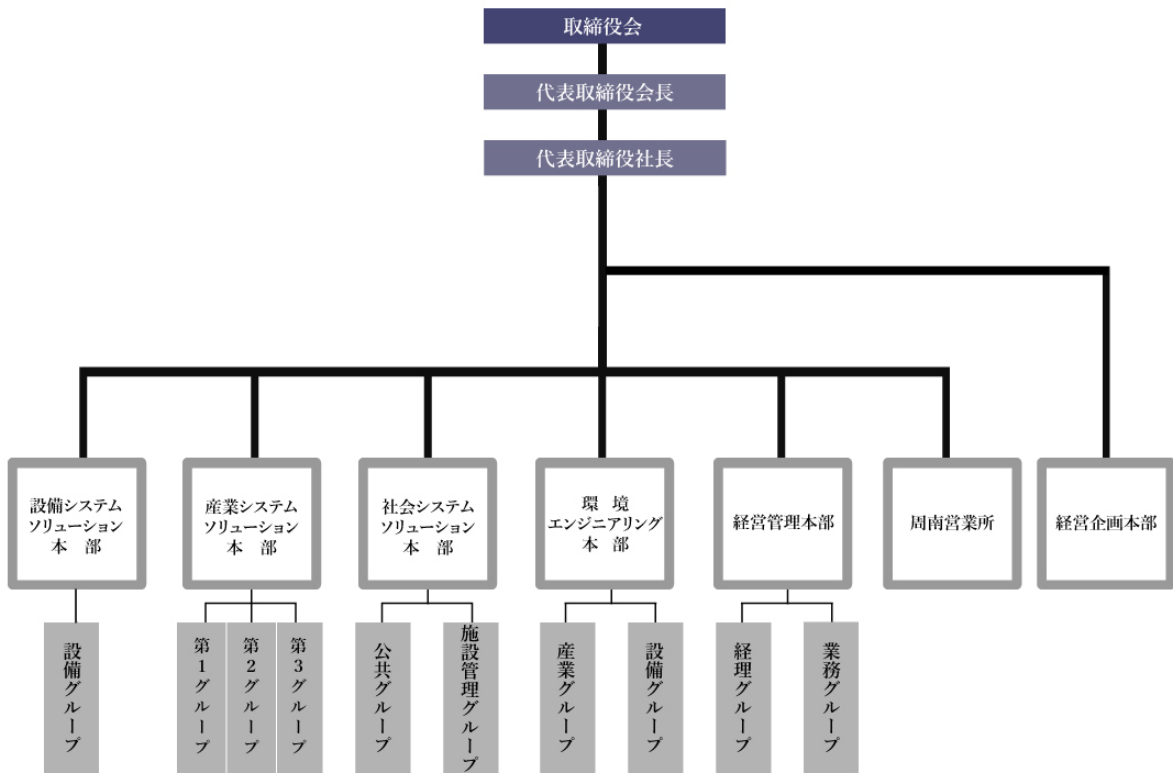 取締役会
代表取締役会長
代表取締役社長
設備システム
ソリューション
本　部
産業システム
ソリューション
本　部
社会システム
ソリューション
本　部
環　境
エンジニアリング
本　部
経営管理本部
周南営業所
経営企画本部
設備グループ
第1グループ
第2グループ
第3グループ
公共グループ
施設管理グループ
産業グループ
設備グループ
経理グループ
業務グループ